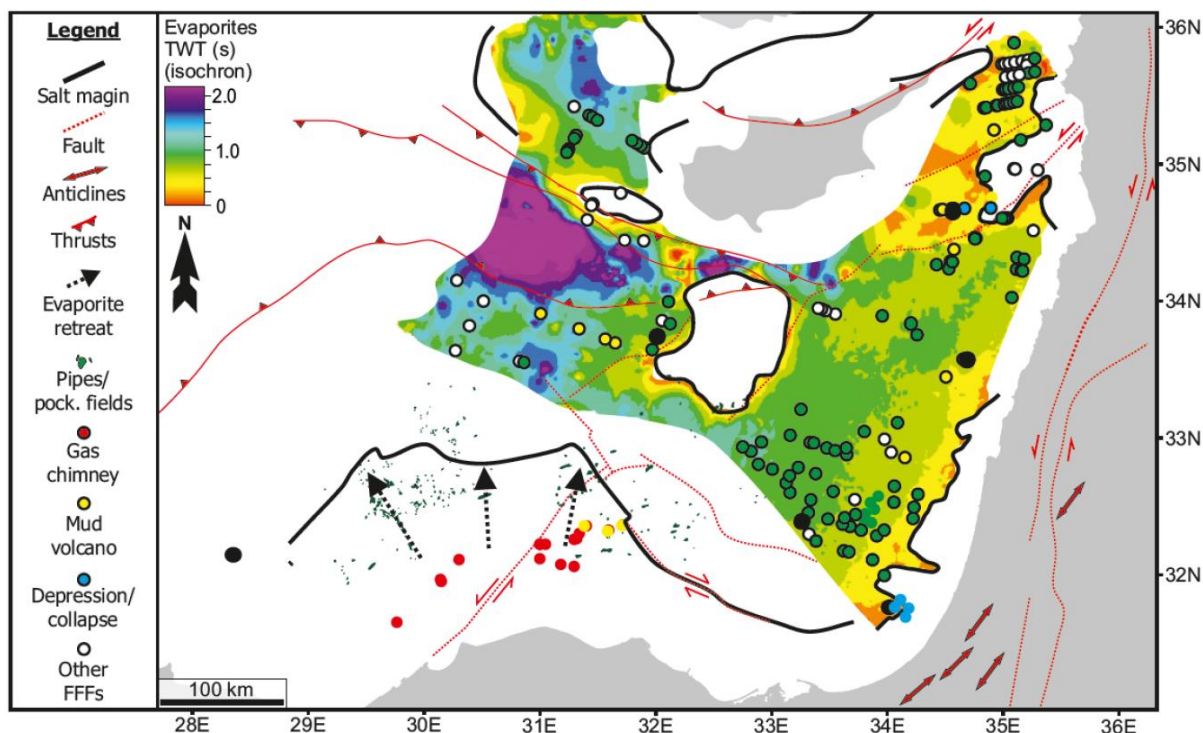 Legend
Salt magin
Fault
Anticlines
Thrusts
Evaporite
retreat
Pipes/
pock. fields
Gas
chimney
Mud
volcano
Depression/
collapse
Other
FFFs
Evaporites
TWT (s)
(isochron)
2.0
1.0
0
N
100 km
36N
35N
34N
33N
32N
28E 29E 30E 31E 32E 33E 34E 35E 36E